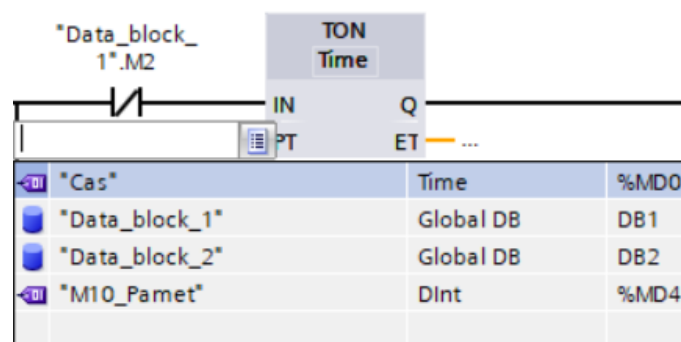 "Data_block_
1".M2
TON
Time
IN Q
PT ET ...
"Cas" Time %MD0
"Data_block_1" Global DB DB1
"Data_block_2" Global DB DB2
"M10_Pamet" DInt %MD4